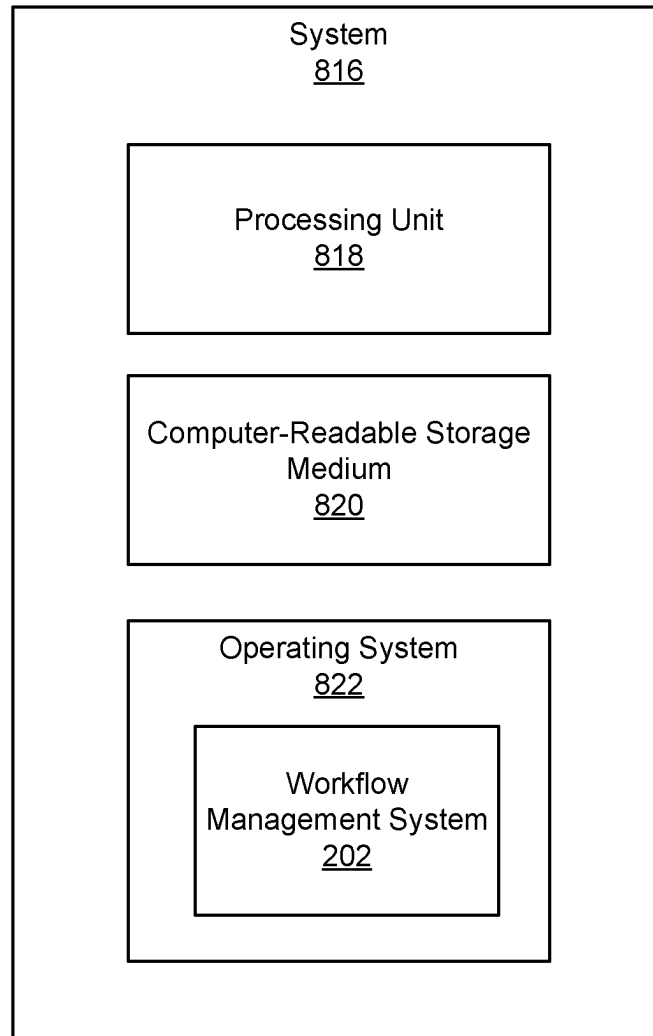 System
816
Processing Unit
818
Computer-Readable Storage
Medium
820
Operating System
822
Workflow
Management System
202